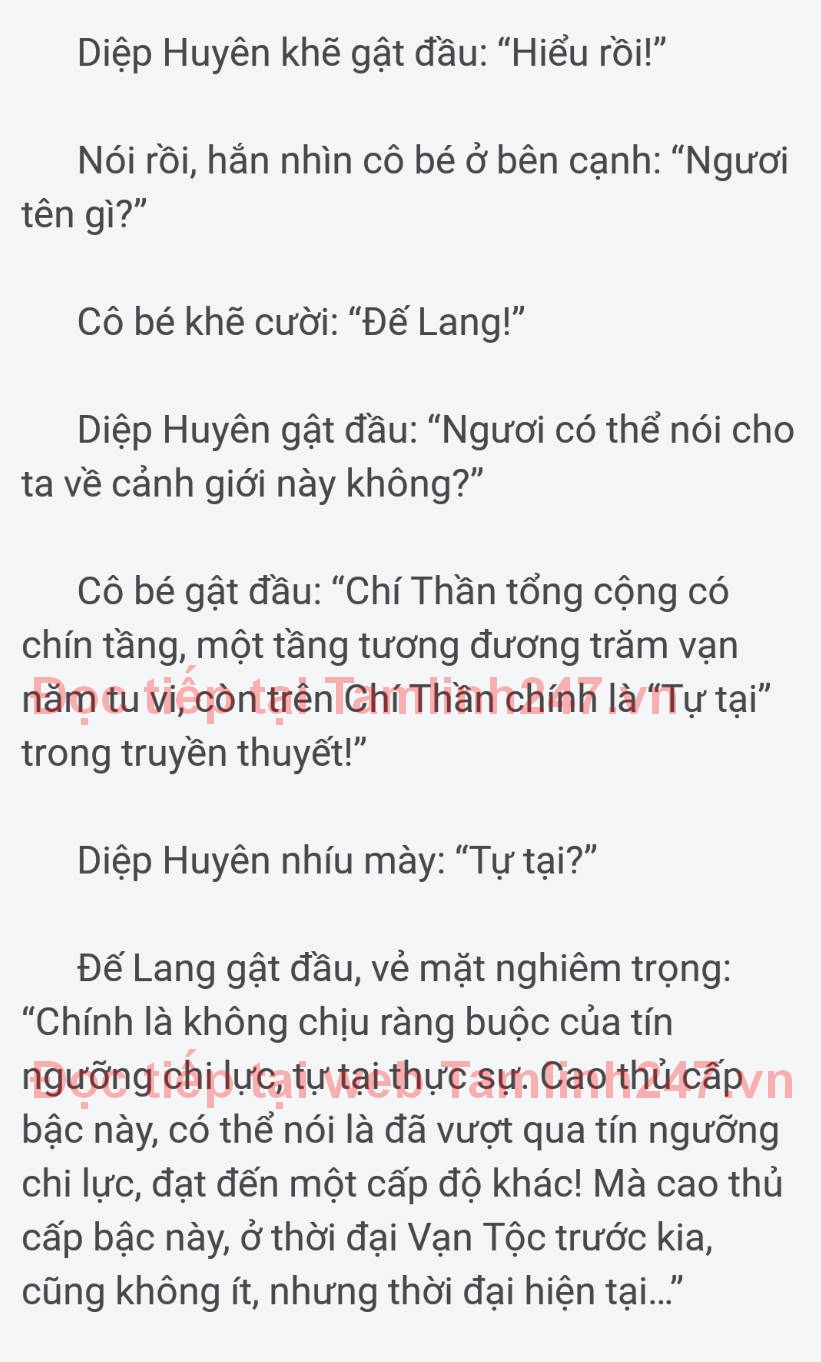 Diệp Huyên khẽ gật đầu: “Hiểu rồi!”
Nói rồi, hắn nhìn cô bé ở bên cạnh: “Ngươi
tên gì?”
Cô bé khẽ cười: “Đế Lang!”
Diệp Huyên gật đầu: “Ngươi có thể nói cho
ta về cảnh giới này không?”
Cô bé gật đầu: “Chí Thần tổng cộng có
chín tầng, một tầng tương đương trăm vạn
năm tu vi, còn trên Chí Thần chính là “Tự tại”
Đọc tiếp tại Tamlinh247.vn
trong truyền thuyết!”
Diệp Huyên nhíu mày: “Tự tại?”
Đế Lang gật đầu, vẻ mặt nghiêm trọng:
“Chính là không chịu ràng buộc của tín
ngưỡng chi lực, tự tại thực sự. Cao thủ cấp
Đọc tiếp tại web Tamlinh247.vn
bậc này, có thể nói là đã vượt qua tín ngưỡng
chi lực, đạt đến một cấp độ khác! Mà cao thủ
cấp bậc này, ở thời đại Vạn Tộc trước kia,
cũng không ít, nhưng thời đại hiện tại...”